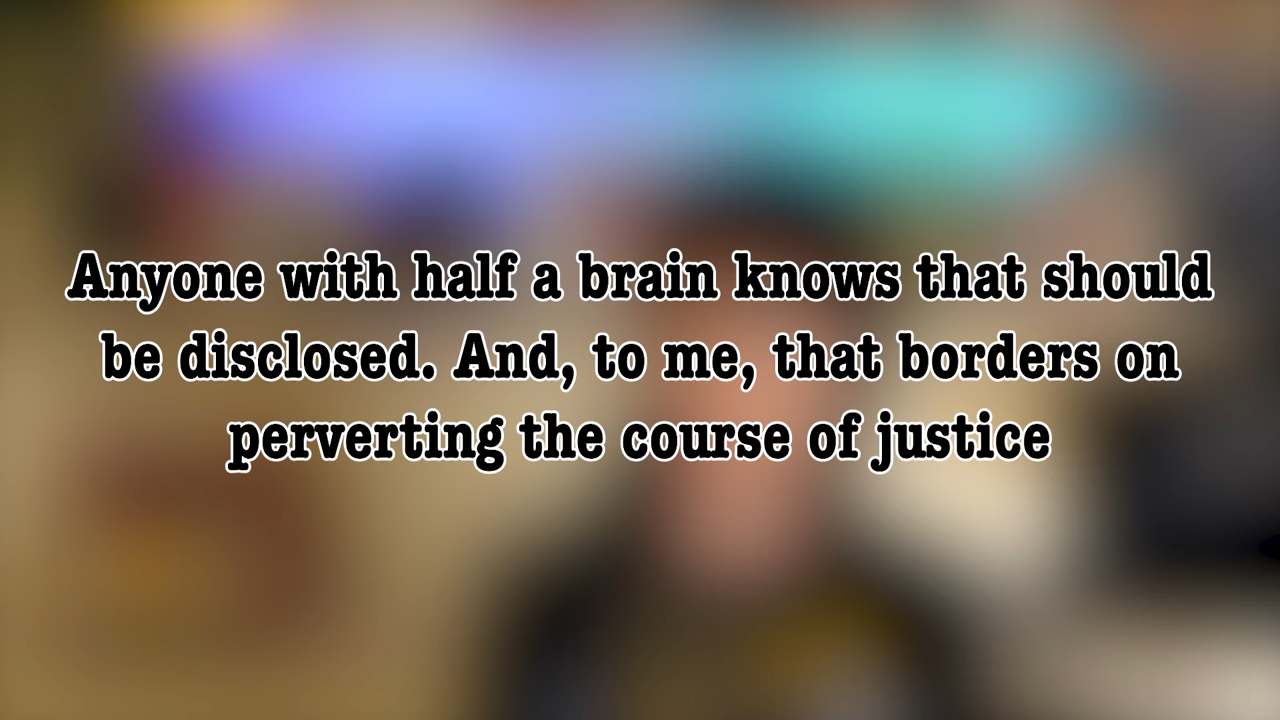 Anyone with half a brain knows that should
be disclosed. And, to me, that borders on
perverting the course of justice